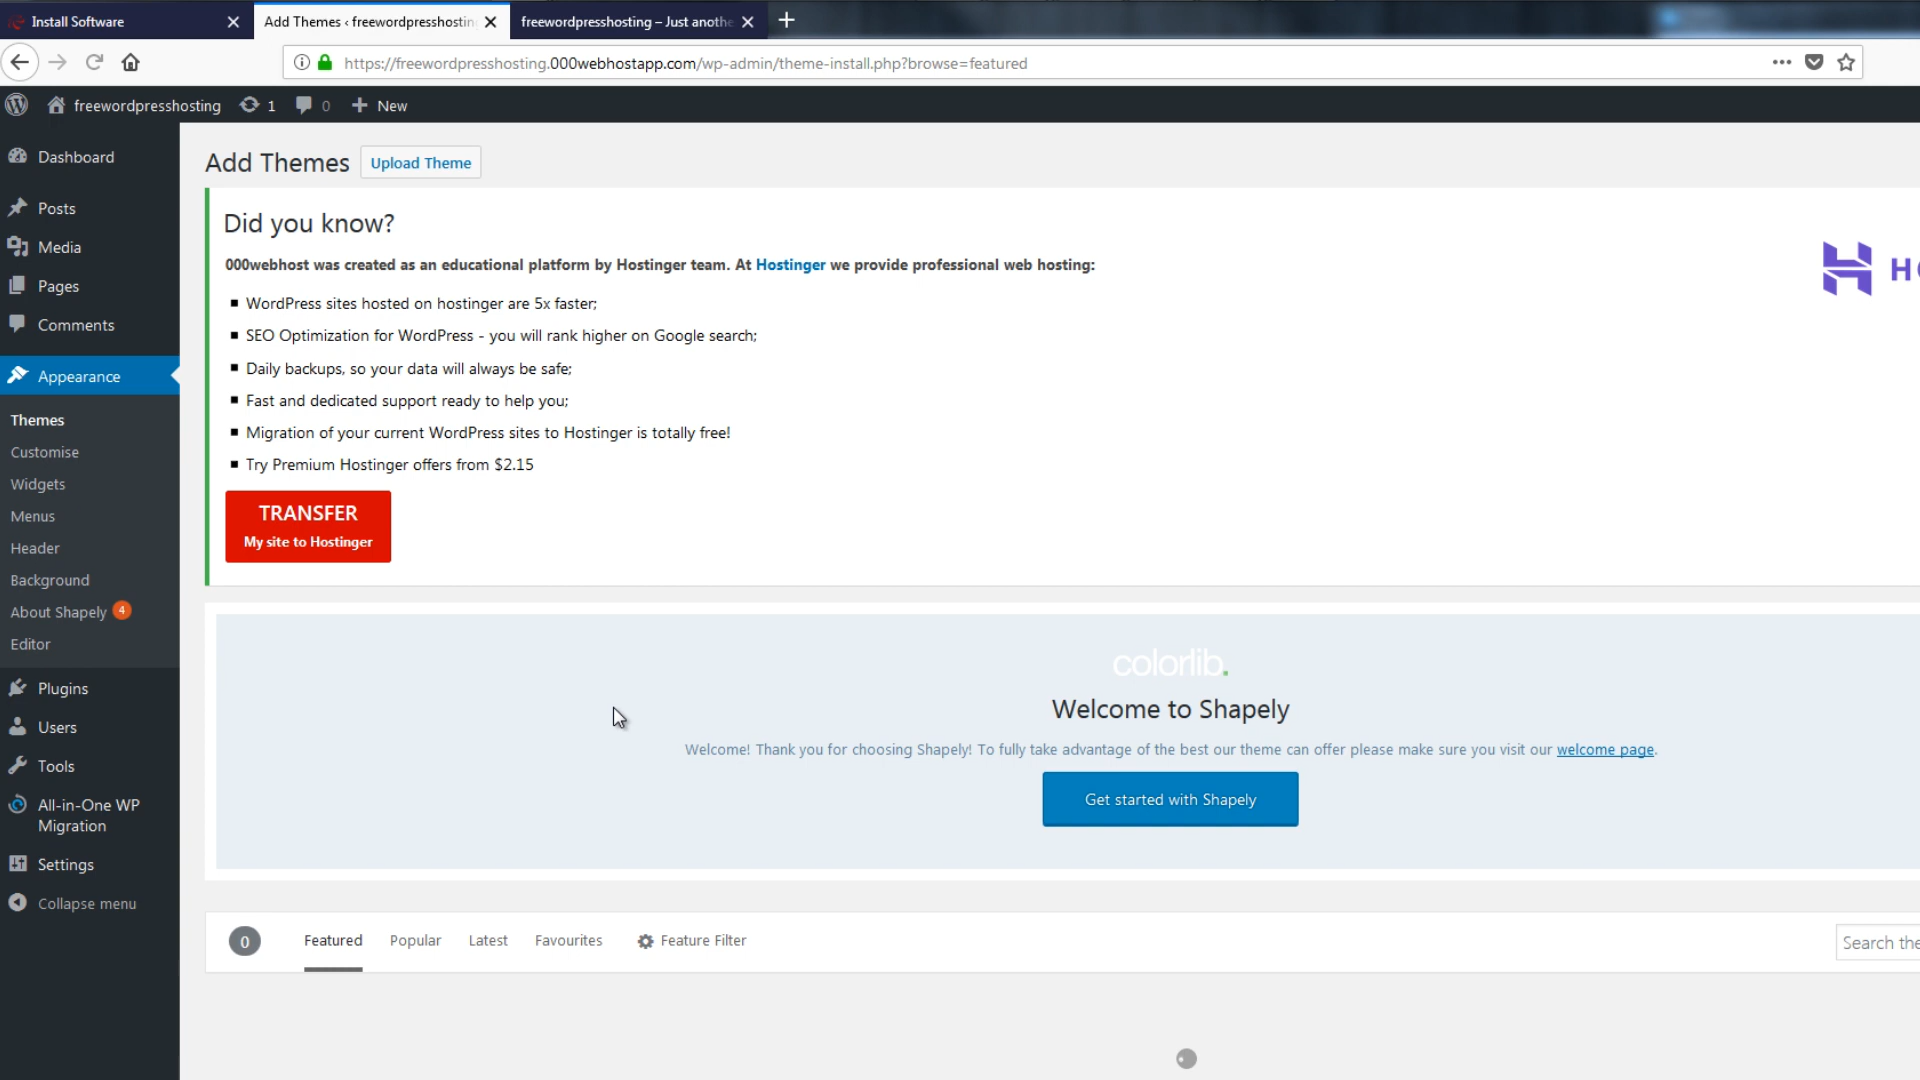 Install Software
Add Themes ‹ freewordpresshostin
freewordpresshosting – Just anothe
https://freewordpresshosting.000webhostapp.com/wp-admin/theme-install.php?browse=featured
freewordpresshosting 1 0 + New
Dashboard
Posts
Media
Pages
Comments
Appearance
Themes
Customise
Widgets
Menus
Header
Background
About Shapely 4
Editor
Plugins
Users
Tools
All-in-One WP
Migration
Settings
Collapse menu
Add Themes Upload Theme
Did you know?
000webhost was created as an educational platform by Hostinger team. At Hostinger we provide professional web hosting:
▪ WordPress sites hosted on hostinger are 5x faster;
▪ SEO Optimization for WordPress - you will rank higher on Google search;
▪ Daily backups, so your data will always be safe;
▪ Fast and dedicated support ready to help you;
▪ Migration of your current WordPress sites to Hostinger is totally free!
▪ Try Premium Hostinger offers from $2.15
TRANSFER
My site to Hostinger
H
colorlib.
Welcome to Shapely
Welcome! Thank you for choosing Shapely! To fully take advantage of the best our theme can offer please make sure you visit our welcome page.
Get started with Shapely
0 Featured Popular Latest Favourites Feature Filter
Search the